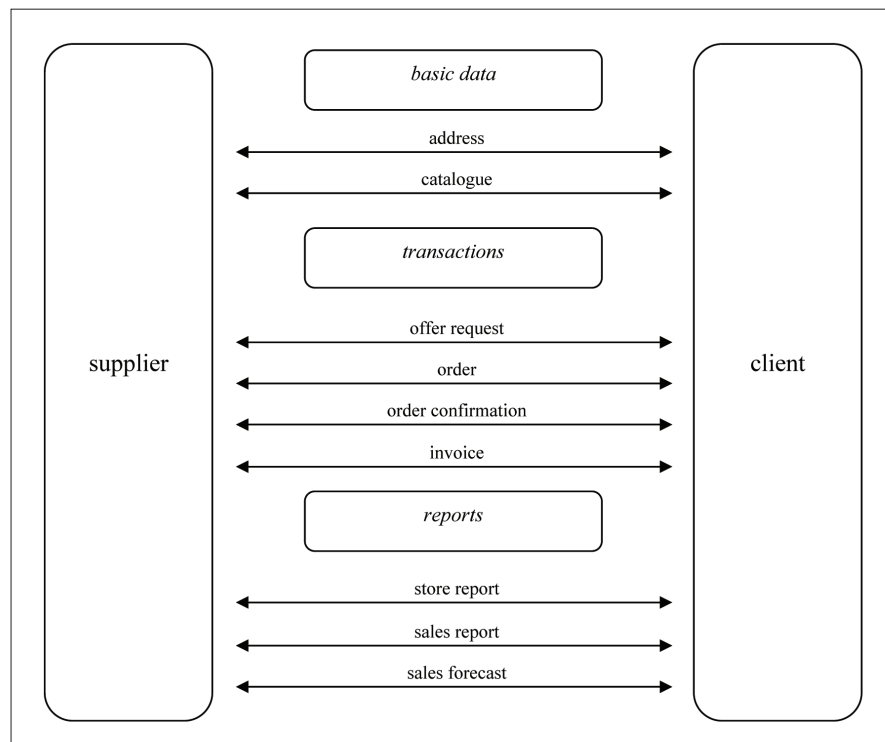 basic data
address
catalogue
transactions
offer request
supplier
client
order
order confirmation
invoice
reports
store report
sales report
sales forecast